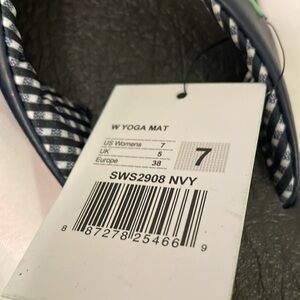 W YOGA MAT
US Womens 7
UK 5
Europe 38
7
SWS2908 NVY
8 87278 25466 9